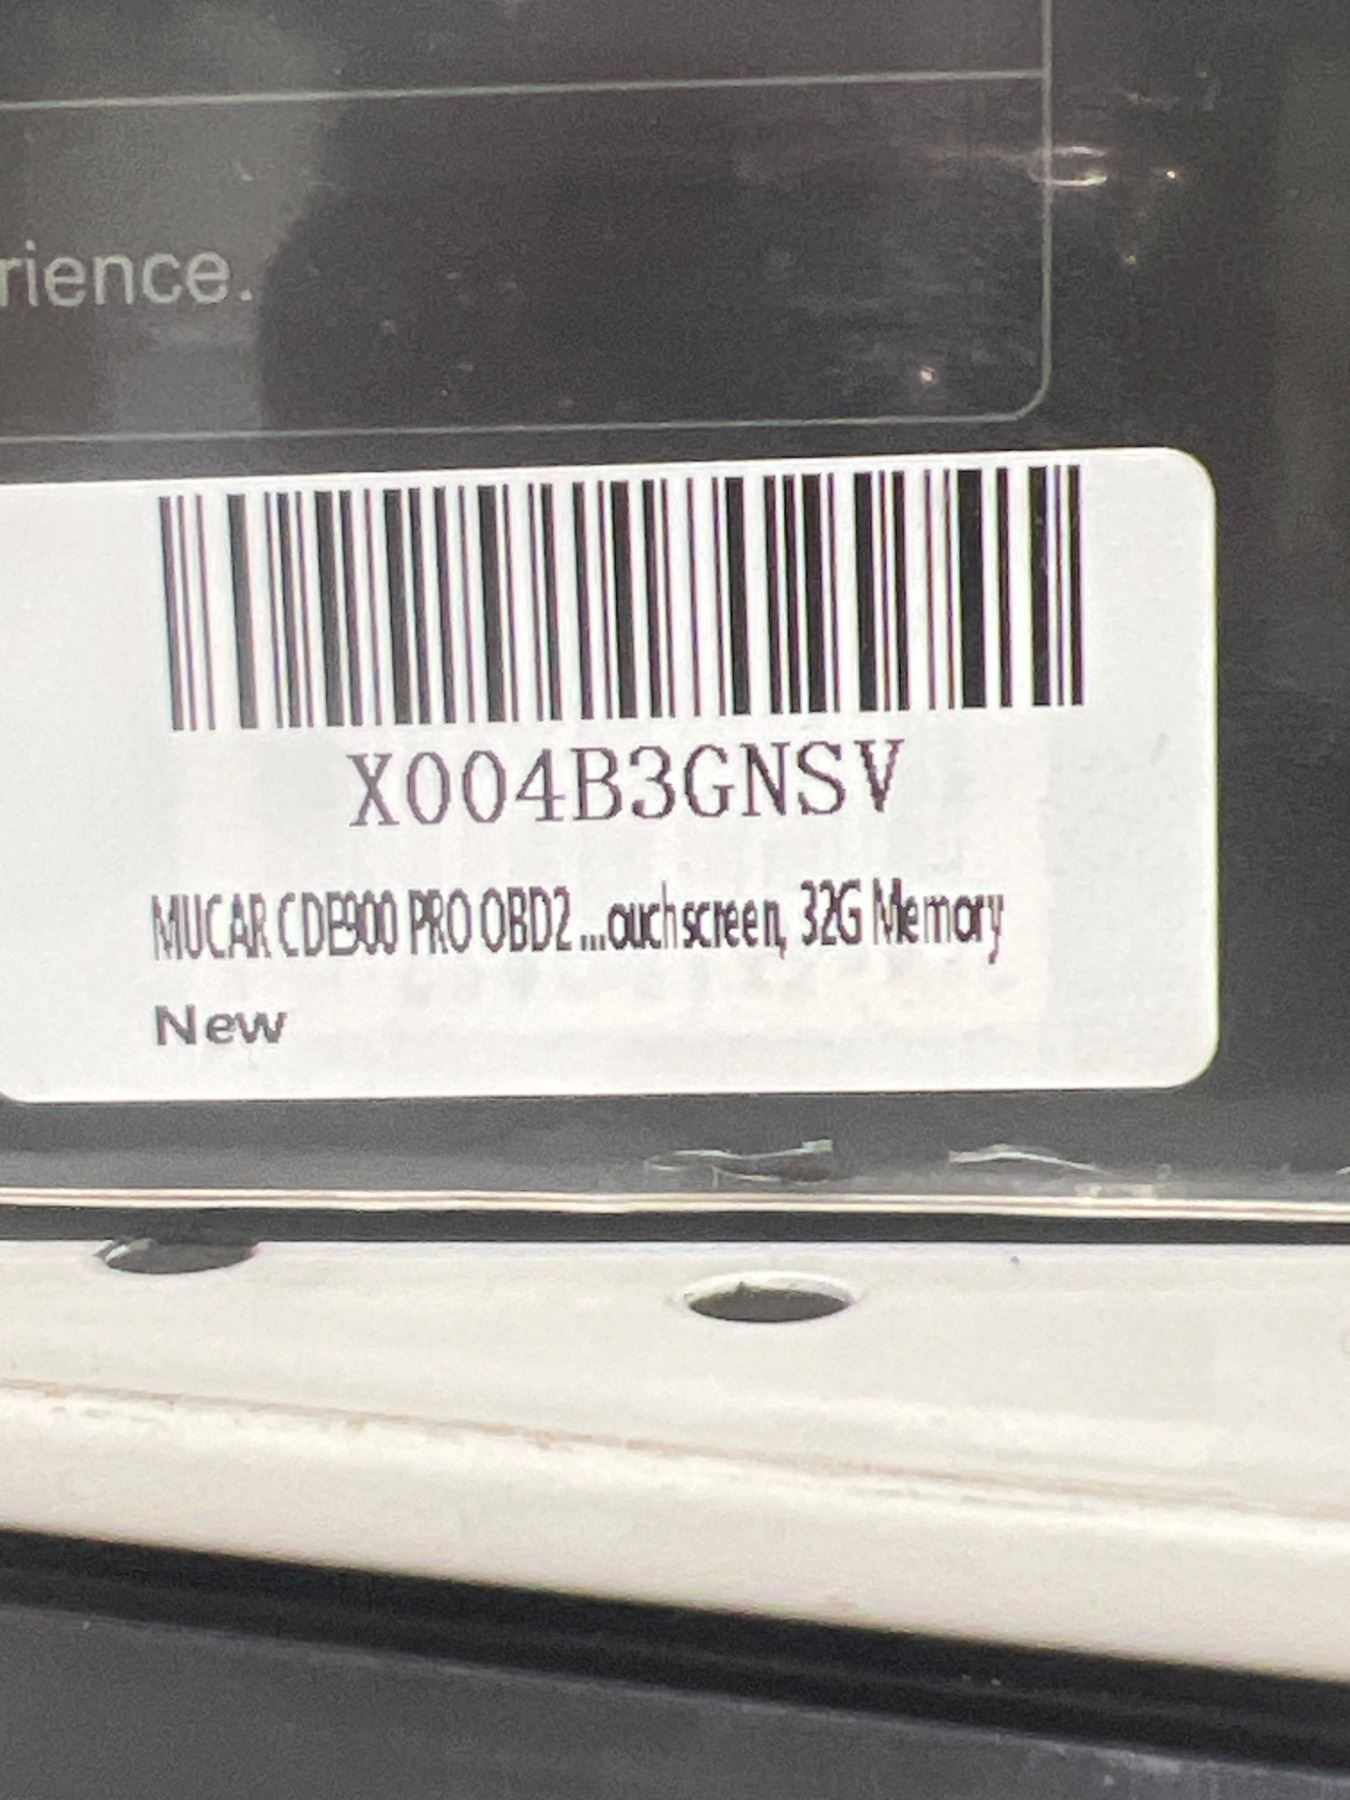 rience.
X004B3GNSV
MUCAR CDE900 PRO OBD2 ...ouchscreen, 32G Memory
New